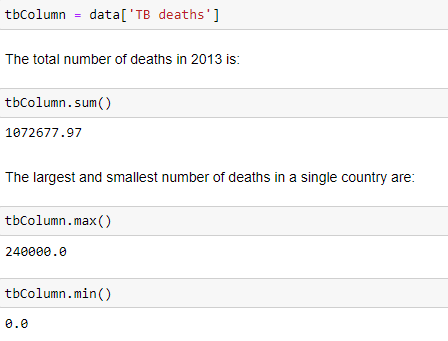 tbColumn = data['TB deaths']
The total number of deaths in 2013 is:
tbColumn.sum()
1072677.97
The largest and smallest number of deaths in a single country are:
tbColumn.max()
240000.0
tbColumn.min()
0.0